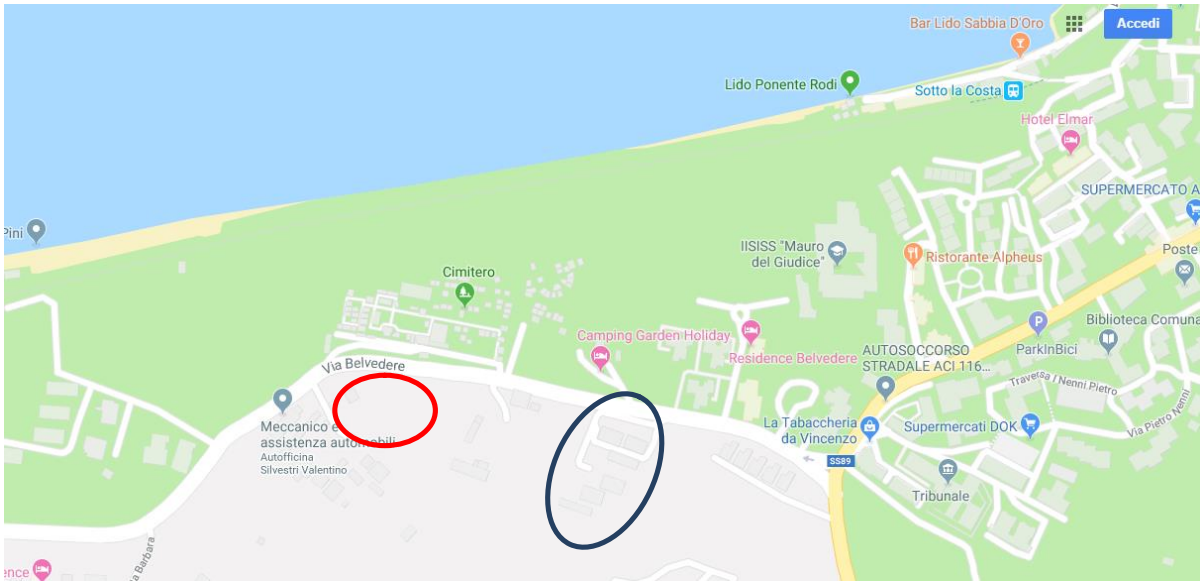 Bar Lido Sabbia D'Oro
Accedi
Lido Ponente Rodi
Sotto la Costa
Hotel Elmar
SUPERMERCATO A
Pini
IISISS "Mauro
del Giudice"
Ristorante Alpheus
Poste
Cimitero
P
Biblioteca Comuna
Camping Garden Holiday
Residence Belvedere
AUTOSOCCORSO
STRADALE ACI 116...
ParkInBici
Via Belvedere
Traversa I Nenni Pietro
Via Pietro Nenni
Meccanico e
assistenza automobili
Autofficina
Silvestri Valentino
La Tabaccheria
da Vincenzo
Supermercati DOK
SS89
Tribunale
a Barbara
ence